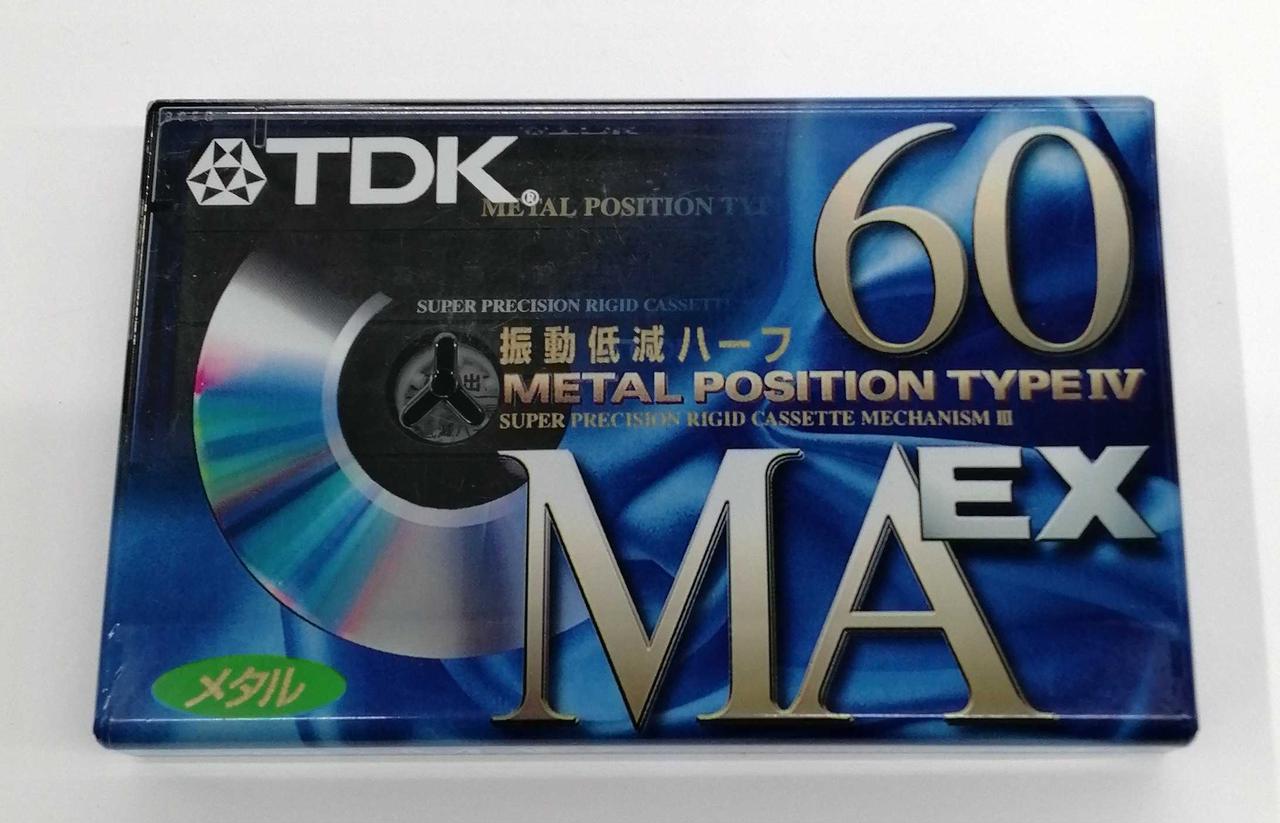 TDK®
60
METAL POSITION TYP
SUPER PRECISION RIGID CASSETTE
振動低減ハーフ
METAL POSITION TYPE IV
SUPER PRECISION RIGID CASSETTE MECHANISM III
MA EX
メタル